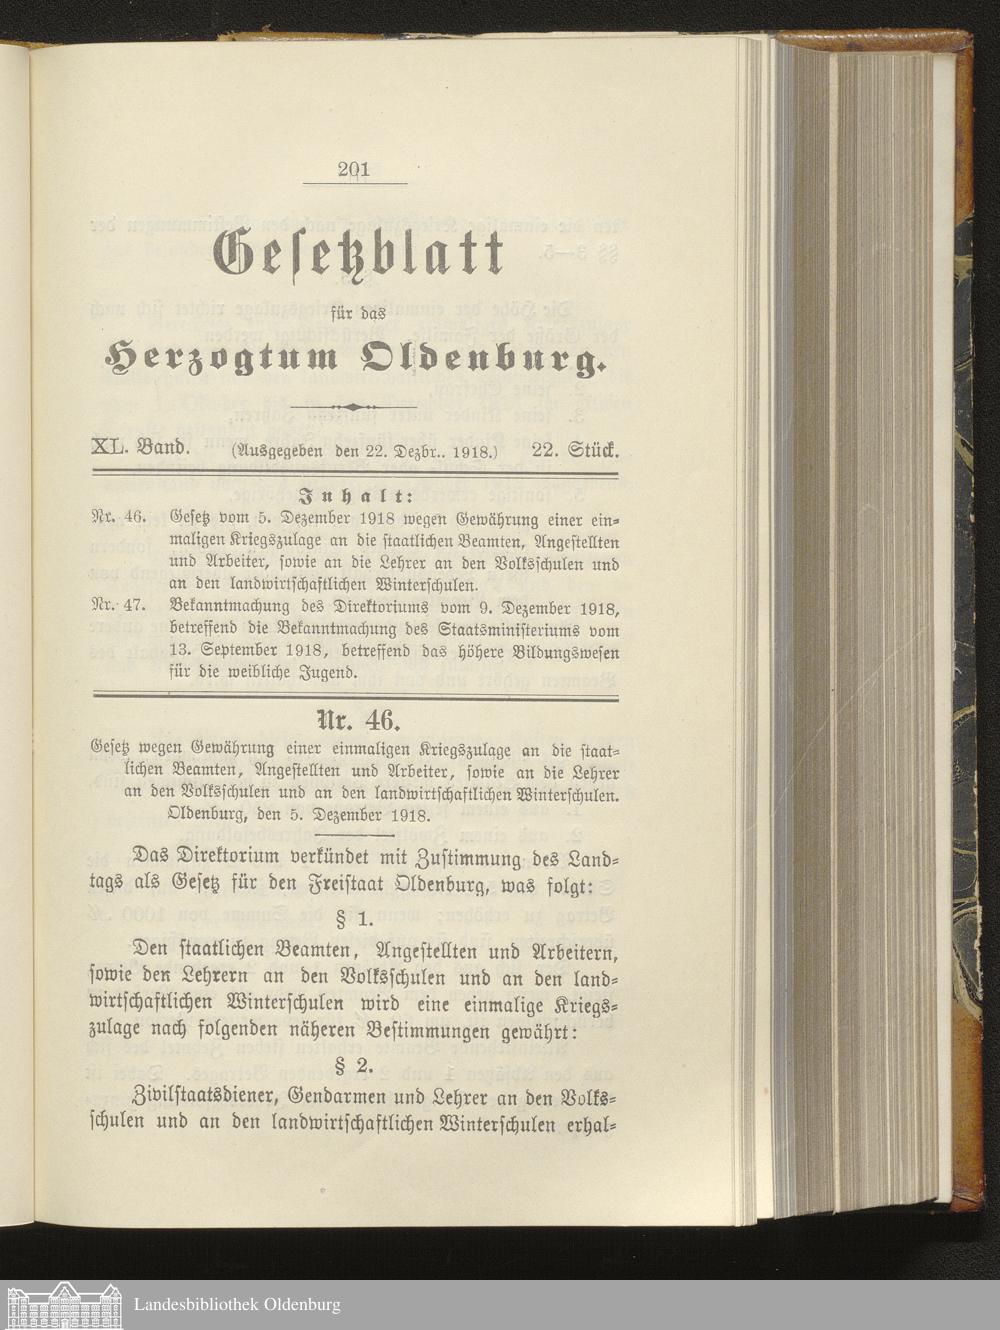 201
Gesetzblatt
für das
Herzogtum Oldenburg.
XL. Band. (Ausgegeben den 22. Dezbr.. 1918.) 22. Stück.
Inhalt:
Nr. 46. Gesetz vom 5. Dezember 1918 wegen Gewährung einer ein=
maligen Kriegszulage an die staatlichen Beamten, Angestellten
und Arbeiter, sowie an die Lehrer an den Volksschulen und
an den landwirtschaftlichen Winterschulen.
Nr. 47. Bekanntmachung des Direktoriums vom 9. Dezember 1918,
betreffend die Bekanntmachung des Staatsministeriums vom
13. September 1918, betreffend das höhere Bildungswesen
für die weibliche Jugend.
Nr. 46.
Gesetz wegen Gewährung einer einmaligen Kriegszulage an die staat=
lichen Beamten, Angestellten und Arbeiter, sowie an die Lehrer
an den Volksschulen und an den landwirtschaftlichen Winterschulen.
Oldenburg, den 5. Dezember 1918.
Das Direktorium verkündet mit Zustimmung des Land=
tags als Gesetz für den Freistaat Oldenburg, was folgt:
§ 1.
Den staatlichen Beamten, Angestellten und Arbeitern,
sowie den Lehrern an den Volksschulen und an den land=
wirtschaftlichen Winterschulen wird eine einmalige Kriegs=
zulage nach folgenden näheren Bestimmungen gewährt:
§ 2.
Zivilstaatsdiener, Gendarmen und Lehrer an den Volks=
schulen und an den landwirtschaftlichen Winterschulen erhal=
Landesbibliothek Oldenburg